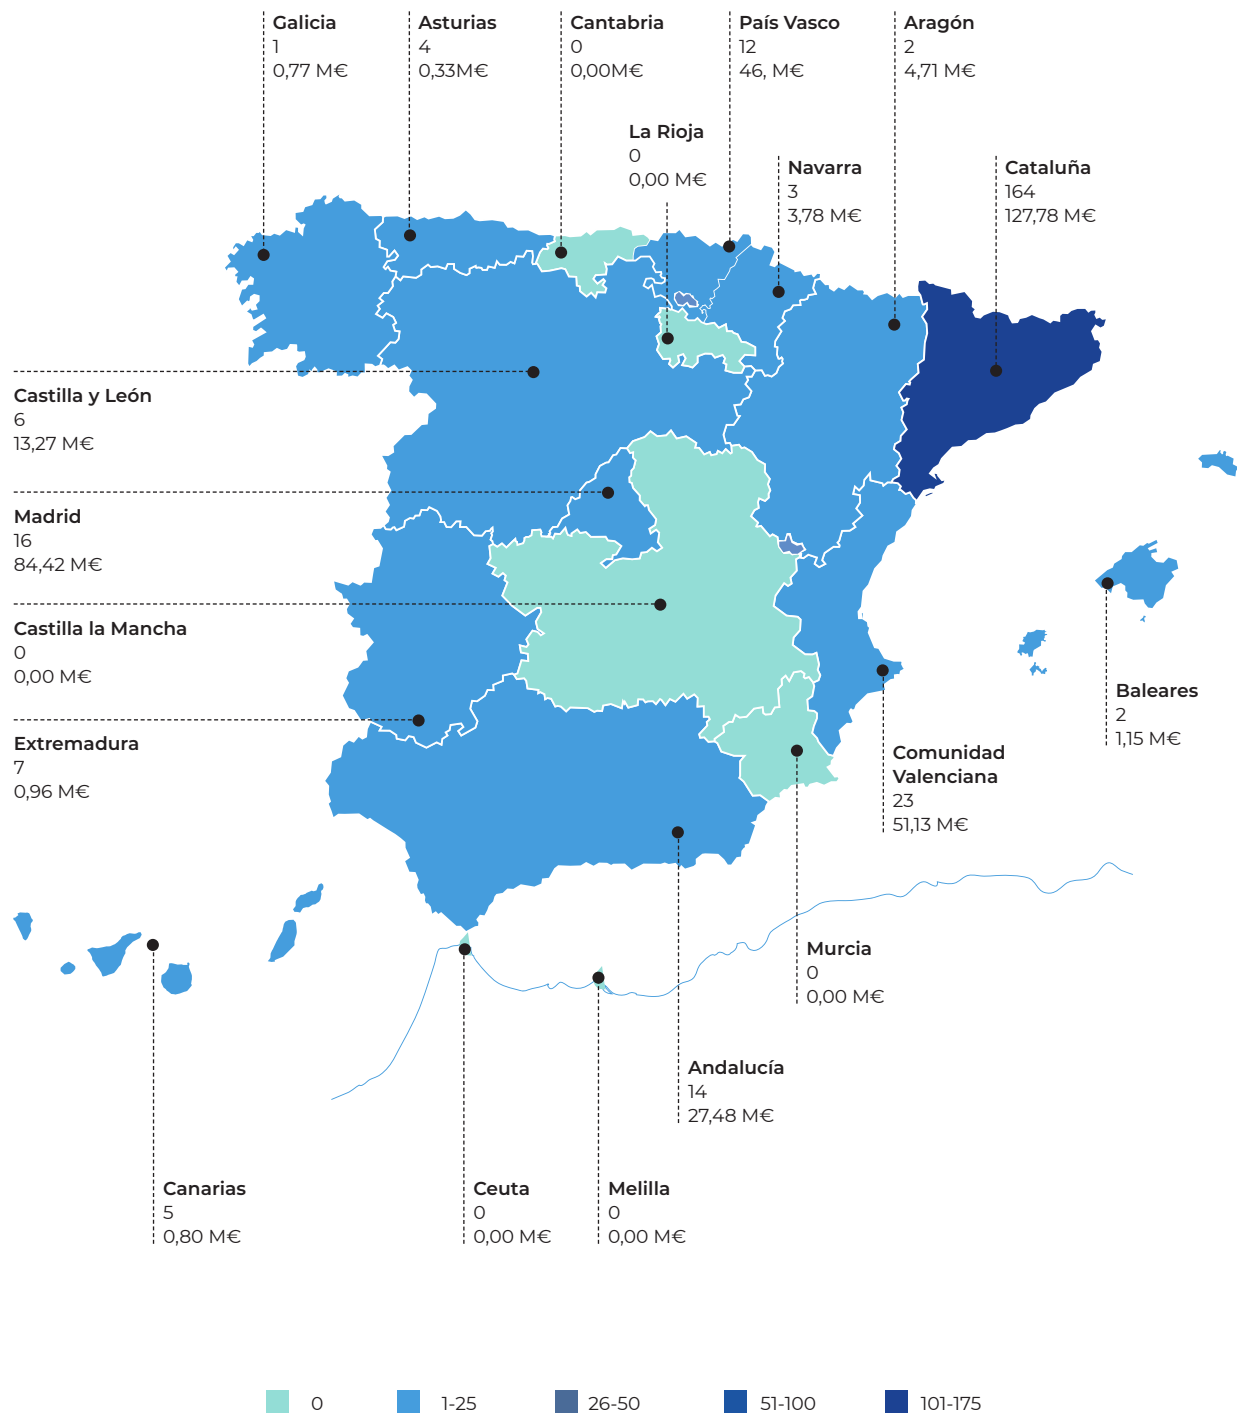 Galicia
1
0,77 M€
Asturias
4
0,33M€
Cantabria
0
0,00M€
País Vasco
12
46, M€
Aragón
2
4,71 M€
La Rioja
0
0,00 M€
Navarra
3
3,78 M€
Cataluña
164
127,78 M€
Castilla y León
6
13,27 M€
Madrid
16
84,42 M€
Castilla la Mancha
0
0,00 M€
Extremadura
7
0,96 M€
Baleares
2
1,15 M€
Comunidad
Valenciana
23
51,13 M€
Murcia
0
0,00 M€
Andalucía
14
27,48 M€
Canarias
5
0,80 M€
Ceuta
0
0,00 M€
Melilla
0
0,00 M€
0 1-25 26-50 51-100 101-175